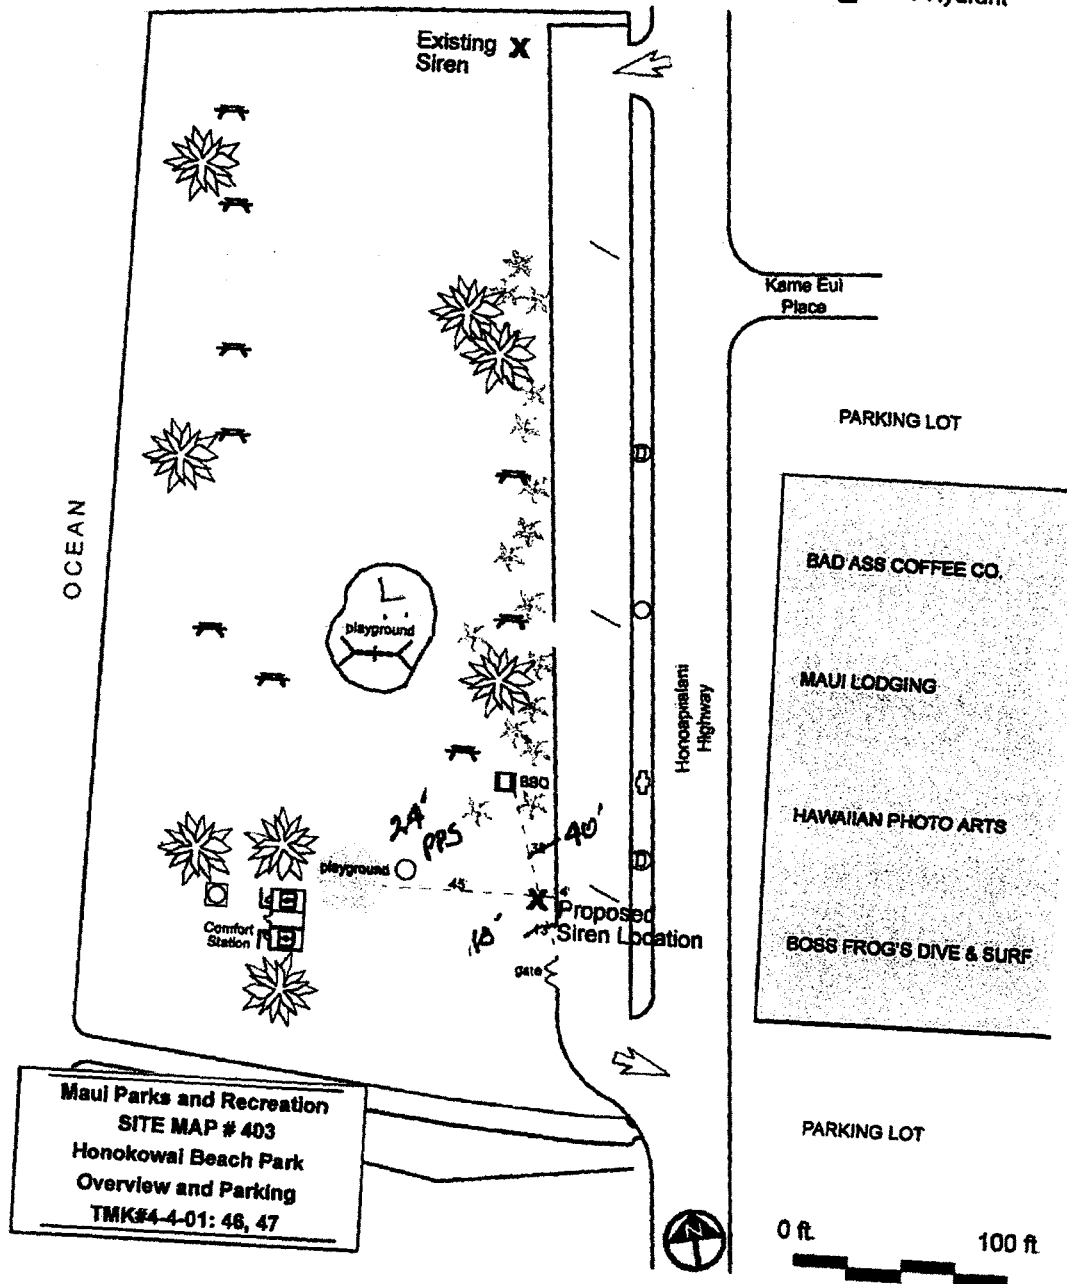 Hydrant
Existing
Siren
X
Kame Eui
Place
PARKING LOT
OCEAN
BAD ASS COFFEE CO.
playground
MAUI LODGING
Honoapiilani
Highway
BBQ
HAWAIIAN PHOTO ARTS
24'
PPS
40'
playground
45
4'
X
Proposed
Siren Location
10'
13'
Comfort
Station
gate
BOSS FROG'S DIVE & SURF
Maui Parks and Recreation
SITE MAP # 403
Honokowai Beach Park
Overview and Parking
TMK#4-4-01: 46, 47
PARKING LOT
N
0 ft.
100 ft